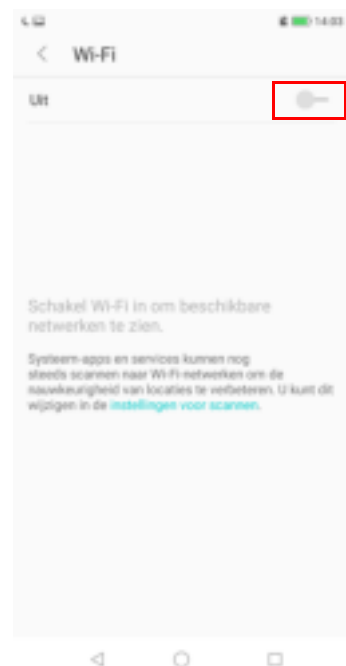 14:03
Wi-Fi
Uit
Schakel Wi-Fi in om beschikbare
netwerken te zien.
Systeem-apps en services kunnen nog
steeds scannen naar Wi-Fi-netwerken om de
nauwkeurigheid van locaties te verbeteren. U kunt dit
wijzigen in de instellingen voor scannen.